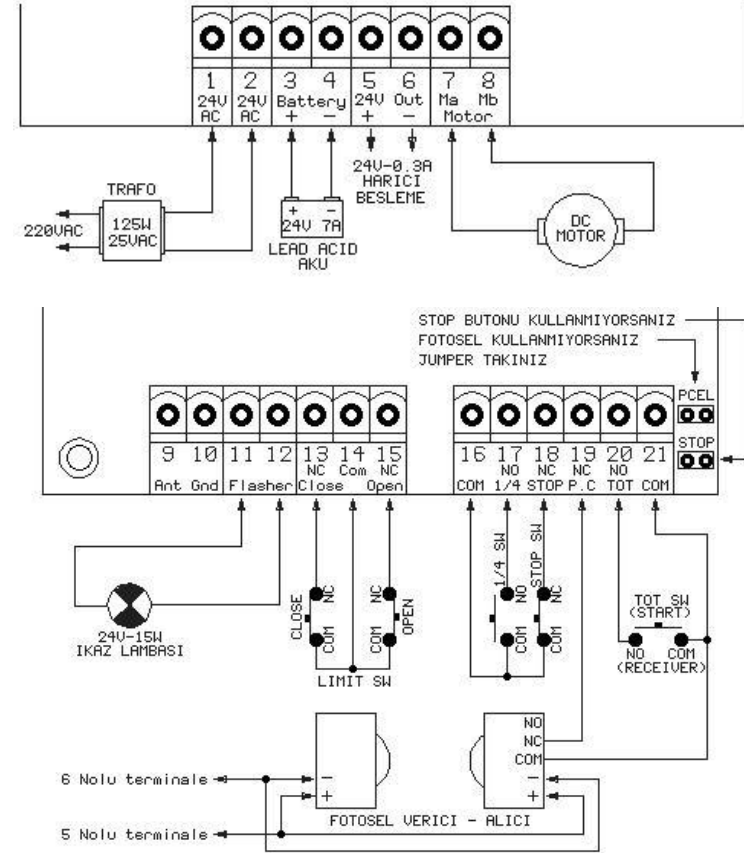 1 2 3 4 5 6 7 8
24V 24V Battery 24V Out Ma Mb
AC AC + - + - Motor
24V-0.3A
HARICI
BESLEME
TRAFO
220VAC
125W
25VAC
+ -
24V 7A
LEAD ACID
AKU
DC
MOTOR
STOP BUTONU KULLANMIYORSANIZ
FOTOSEL KULLANMIYORSANIZ
JUMPER TAKINIZ
PCEL
STOP
9 10 11 12 13 14 15
NC Com NC
Ant Gnd Flasher Close Open
16 17 18 19 20 21
NO NC NC NO
COM 1/4 STOP P.C TOT COM
24V-15W
IKAZ LAMBASI
CLOSE
NC
COM
NC
COM
OPEN
LIMIT SW
1/4 SW
NO
COM
STOP SW
NC
COM
TOT SW
(START)
NO COM
(RECEIVER)
NO
NC
COM
-
+
-
+
6 Nolu terminale
5 Nolu terminale
FOTOSEL VERICI - ALICI